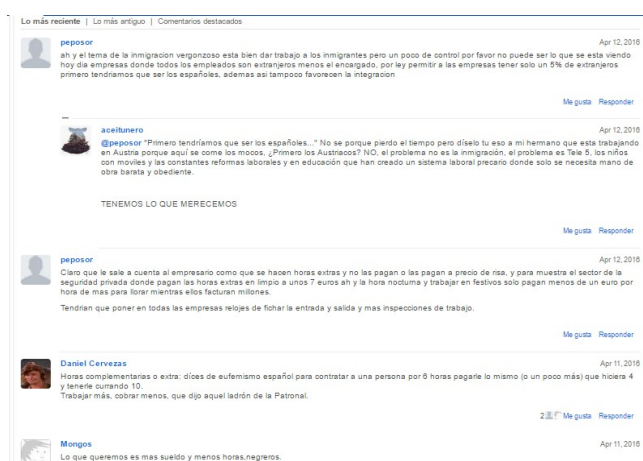 Lo más reciente | Lo más antiguo | Comentarios destacados
peposor
Apr 12, 2016
ah y el tema de la inmigracion vergonzoso esta bien dar trabajo a los inmigrantes pero un poco de control por favor no puede ser lo que se esta viendo
hoy dia empresas donde todos los empleados son extranjeros menos el encargado, por ley permitir a las empresas tener solo un 5% de extranjeros
primero tendriamos que ser los españoles, ademas asi tampoco favorecen la integracion
Me gusta Responder
aceitunero
Apr 12, 2016
@peposor "Primero tendríamos que ser los españoles..." No se porque pierdo el tiempo pero díselo tu eso a mi hermano que esta trabajando
en Austria porque aquí se come los mocos, ¿Primero los Austriacos? NO, el problema no es la inmigración, el problema es Tele 5, los niños
con moviles y las constantes reformas laborales y en educación que han creado un sistema laboral precario donde solo se necesita mano de
obra barata y obediente.
TENEMOS LO QUE MERECEMOS
Me gusta Responder
peposor
Apr 12, 2016
Claro que le sale a cuenta al empresario como que se hacen horas extras y no las pagan o las pagan a precio de risa, y para muestra el sector de la
seguridad privada donde pagan las horas extras en limpio a unos 7 euros ah y la hora nocturna y trabajar en festivos solo pagan menos de un euro por
hora de mas para llorar mientras ellos facturan millones.
Tendrian que poner en todas las empresas relojes de fichar la entrada y salida y mas inspecciones de trabajo.
Me gusta Responder
Daniel Cervezas
Apr 11, 2016
Horas complementarias o extra: díces de eufemismo español para contratar a una persona por 6 horas pagarle lo mismo (o un poco más) que hiciera 4
y tenerle currando 10.
Trabajar más, cobrar menos, que dijo aquel ladrón de la Patronal.
2 Me gusta Responder
Mongos
Apr 11, 2016
Lo que queremos es mas sueldo y menos horas,negreros.